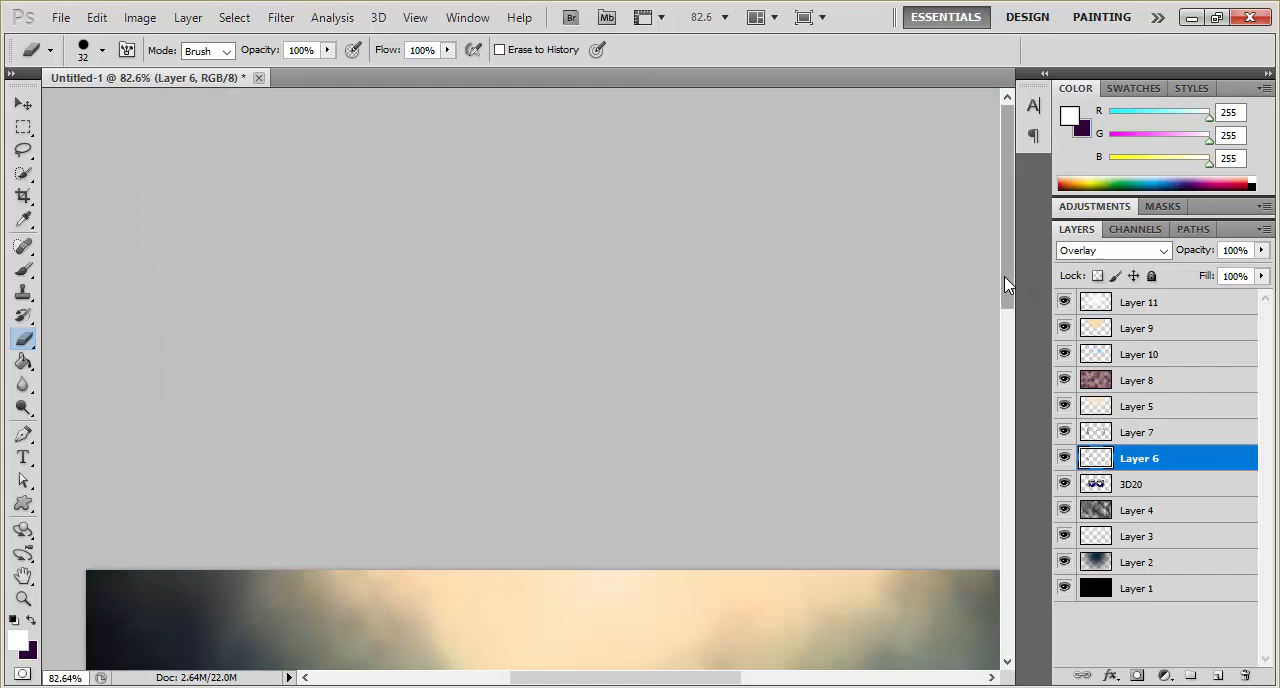 Ps File Edit Image Layer Select Filter Analysis 3D View Window Help Br Mb 82.6 ESSENTIALS DESIGN PAINTING
32 Mode: Brush Opacity: 100% Flow: 100% Erase to History
Untitled-1 @ 82.6% (Layer 6, RGB/8) *
COLOR SWATCHES STYLES
R 255
G 255
B 255
ADJUSTMENTS MASKS
LAYERS CHANNELS PATHS
Overlay Opacity: 100%
Lock: Fill: 100%
Layer 11
Layer 9
Layer 10
Layer 8
Layer 5
Layer 7
Layer 6
3D20
Layer 4
Layer 3
Layer 2
Layer 1
82.64% Doc: 2.64M/22.0M